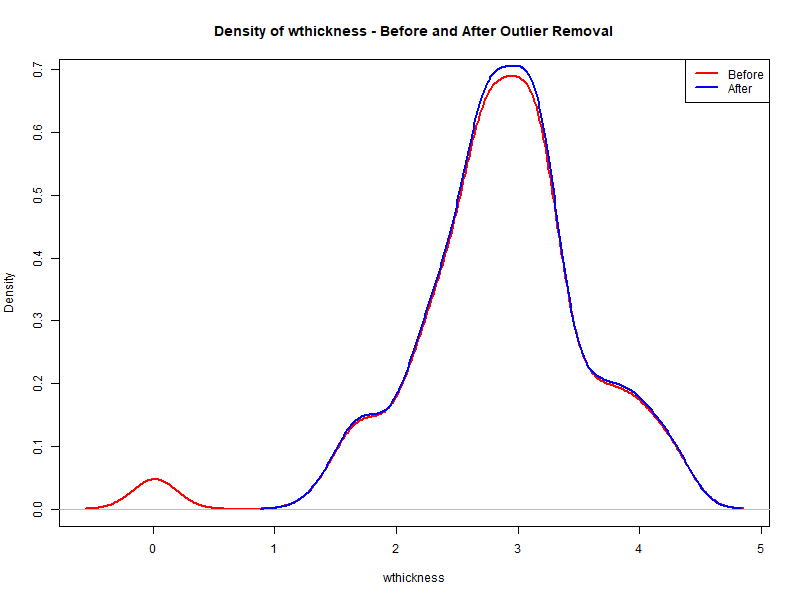 Density of wthickness - Before and After Outlier Removal
Before
After
Density
0.7
0.6
0.5
0.4
0.3
0.2
0.1
0.0
0 1 2 3 4 5
wthickness